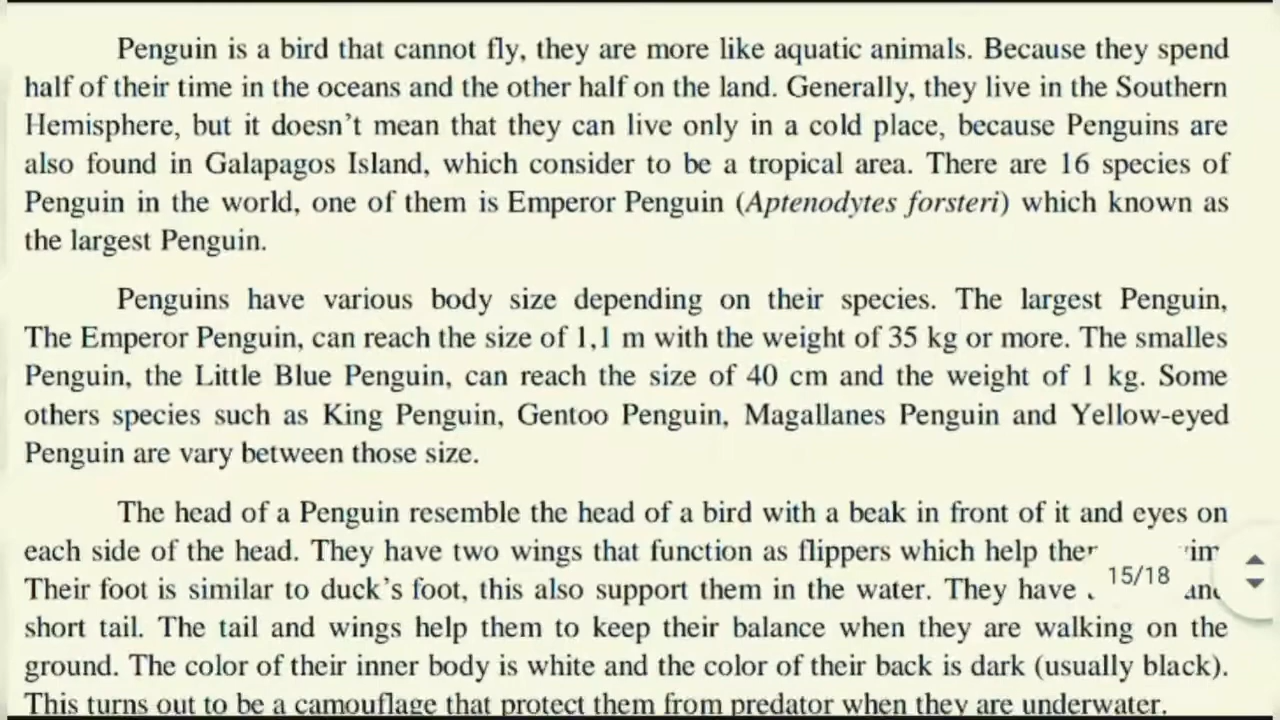 Penguin is a bird that cannot fly, they are more like aquatic animals. Because they spend
half of their time in the oceans and the other half on the land. Generally, they live in the Southern
Hemisphere, but it doesn't mean that they can live only in a cold place, because Penguins are
also found in Galapagos Island, which consider to be a tropical area. There are 16 species of
Penguin in the world, one of them is Emperor Penguin (Aptenodytes forsteri) which known as
the largest Penguin.
Penguins have various body size depending on their species. The largest Penguin,
The Emperor Penguin, can reach the size of 1,1 m with the weight of 35 kg or more. The smalles
Penguin, the Little Blue Penguin, can reach the size of 40 cm and the weight of 1 kg. Some
others species such as King Penguin, Gentoo Penguin, Magallanes Penguin and Yellow-eyed
Penguin are vary between those size.
The head of a Penguin resemble the head of a bird with a beak in front of it and eyes on
each side of the head. They have two wings that function as flippers which help
Their foot is similar to duck's foot, this also support them in the water. They have
15/18
short tail. The tail and wings help them to keep their balance when they are walking on the
ground. The color of their inner body is white and the color of their back is dark (usually black).
This turns out to be a camouflage that protect them from predator when they are underwater.